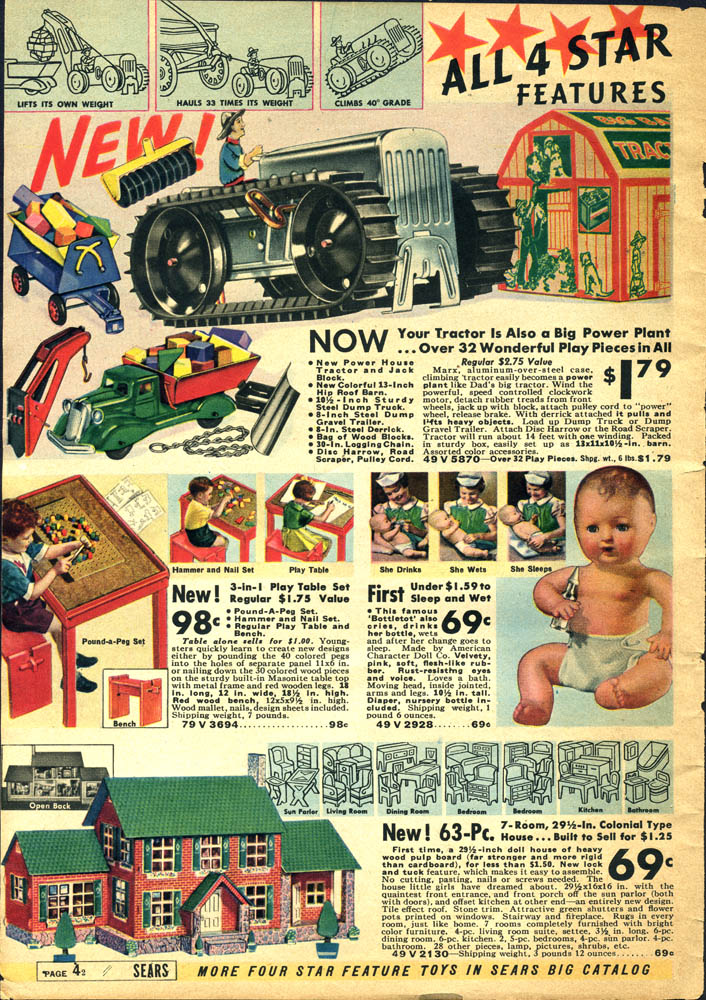 LIFTS ITS OWN WEIGHT
HAULS 33 TIMES ITS WEIGHT
CLIMBS 40° GRADE
ALL 4 STAR
FEATURES
NEW!
BIG
TRAC
NOW Your Tractor Is Also a Big Power Plant
...Over 32 Wonderful Play Pieces in All
• New Power House
Tractor and Jack
Block.
• New Colorful 13-Inch
Hip Roof Barn.
• 10½-Inch Sturdy
Steel Dump Truck.
• 8-Inch Steel Dump
Gravel Trailer.
• 8-In. Steel Derrick.
• Bag of Wood Blocks.
• 30-In. Logging Chain.
• Disc Harrow, Road
Scraper, Pulley Cord.
Regular $2.75 Value
Marx, aluminum-over-steel case,
climbing tractor easily becomes a power
plant like Dad's big tractor. Wind the
powerful, speed controlled clockwork
motor, detach rubber treads from front
wheels, jack up with block, attach pulley cord to "power"
wheel, release brake. With derrick attached it pulls and
lifts heavy objects. Load up Dump Truck or Dump
Gravel Trailer. Attach Disc Harrow or the Road Scraper.
Tractor will run about 14 feet with one winding. Packed
in sturdy box, easily set up as 13x11x10½-in. barn.
Assorted color accessories.
49 V 5870—Over 32 Play Pieces. Shpg. wt., 6 lbs. $1.79
$1.79
Hammer and Nail Set
Play Table
Pound-a-Peg Set
Bench
New! 3-in-1 Play Table Set
Regular $1.75 Value
98c
• Pound-A-Peg Set.
• Hammer and Nail Set.
• Regular Play Table and
Bench.
Table alone sells for $1.00. Young-
sters quickly learn to create new designs
either by pounding the 40 colored pegs
into the holes of separate panel 11x6 in.
or nailing down the 30 colored wood pieces
on the sturdy built-in Masonite table top
with metal frame and red wooden legs. 18
in. long, 12 in. wide, 18½ in. high.
Red wood bench, 12x5x9½ in. high.
Wood mallet, nails, design sheets included.
Shipping weight, 7 pounds.
79 V 3694..........98c
She Drinks
She Wets
She Sleeps
First Under $1.59 to
Sleep and Wet
69c
• This famous
'Bottletot' also
cries, drinks
her bottle, wets
and after her change goes to
sleep. Made by American
Character Doll Co. Velvety,
pink, soft, flesh-like rub-
ber. Rust-resisting eyes
and voice. Loves a bath.
Moving head, inside jointed,
arms and legs. 10½ in. tall.
Diaper, nursery bottle in-
cluded. Shipping weight, 1
pound 6 ounces.
49 V 2928.......69c
Open Back
Sun Parlor
Living Room
Dining Room
Bedroom
Bedroom
Kitchen
Bathroom
New! 63-Pc. 7-Room, 29½-In. Colonial Type
House...Built to Sell for $1.25
69c
First time, a 29½-inch doll house of heavy
wood pulp board (far stronger and more rigid
than cardboard), for less than $1.50. New lock
and tuck feature, which makes it easy to assemble.
No cutting, pasting, nails or screws needed. The
house little girls have dreamed about. 29½x16x16 in. with the
quaintest front entrance, and front porch off the sun parlor (both
with doors), and offset kitchen at other end—an entirely new design.
Tile effect roof. Stone trim. Attractive green shutters and flower
pots printed on windows. Stairway and fireplace. Rugs in every
room, just like home. 7 rooms completely furnished with bright
color furniture. 4-pc. living room suite, settee, 3½ in. long. 6-pc.
dining room. 6-pc. kitchen. 2, 5-pc. bedrooms, 4-pc. sun parlor. 4-pc.
bathroom. 28 other pieces, lamp, pictures, shrubs, etc.
49 V 2130—Shipping weight, 3 pounds 12 ounces........69c
PAGE 42 SEARS MORE FOUR STAR FEATURE TOYS IN SEARS BIG CATALOG